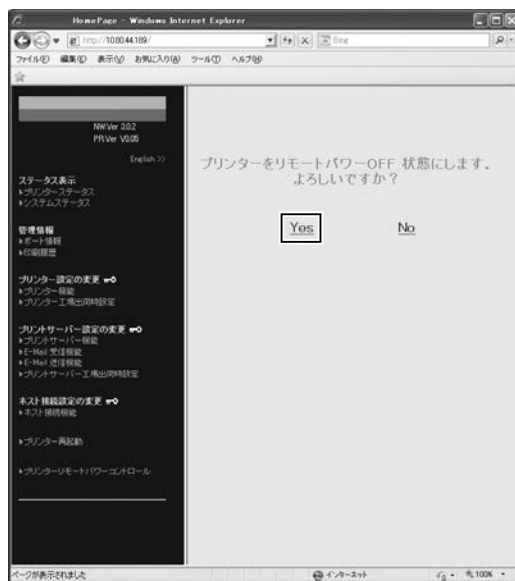 HomePage - Windows Internet Explorer
http://10.80.44.189/
Bing
ファイル(F) 編集(E) 表示(V) お気に入り(A) ツール(T) ヘルプ(H)
NW.Ver 3.0.2
PR.Ver V0.05
English >>
ステータス表示
プリンターステータス
システムステータス
管理情報
ポート情報
印刷履歴
プリンター設定の変更
プリンター機能
プリンター工場出荷時設定
プリントサーバー設定の変更
プリントサーバー機能
E-Mail 受信機能
E-Mail 送信機能
プリントサーバー工場出荷時設定
ホスト接続設定の変更
ホスト接続機能
プリンター再起動
プリンターリモートパワーコントロール
プリンターをリモートパワーOFF 状態にします。
よろしいですか？
Yes No
ページが表示されました インターネット 100%